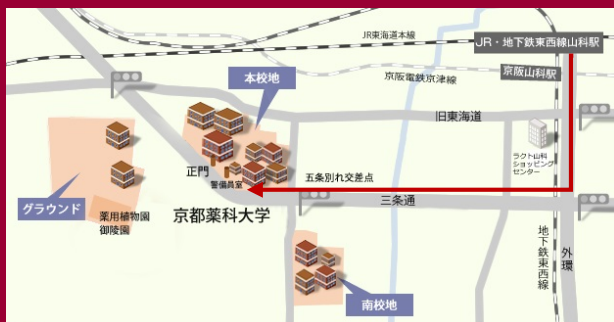 JR東海道本線
JR・地下鉄東西線山科駅
京阪電鉄京津線
京阪山科駅
本校地
旧東海道
ラクト山科
ショッピング
センター
正門
警備員室
五条別れ交差点
グラウンド
薬用植物園
御陵園
京都薬科大学
三条通
地下鉄東西線
外環
南校地